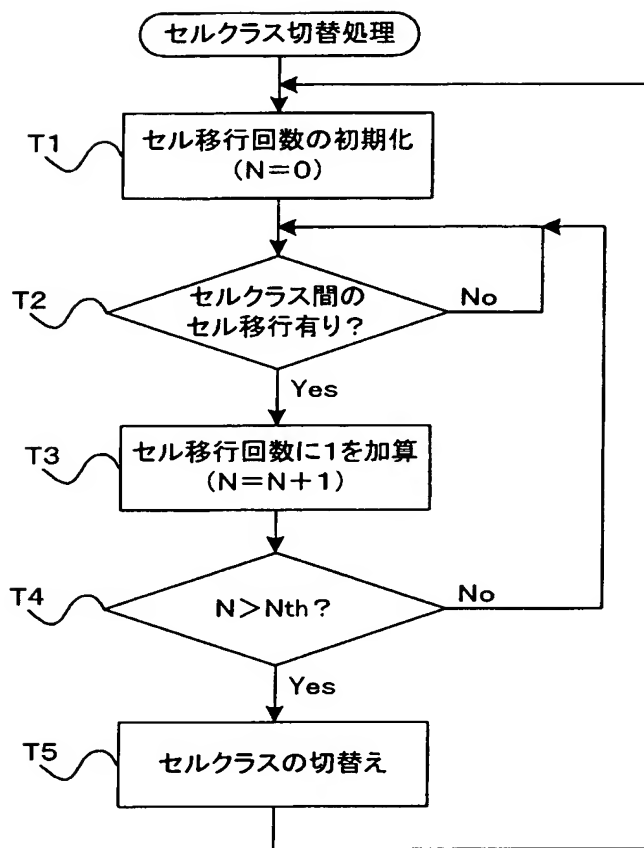 セルクラス切替処理
T1
セル移行回数の初期化
(N=0)
T2
セルクラス間の
セル移行有り?
No
Yes
T3
セル移行回数に1を加算
(N=N+1)
T4
N>Nth?
No
Yes
T5
セルクラスの切替え